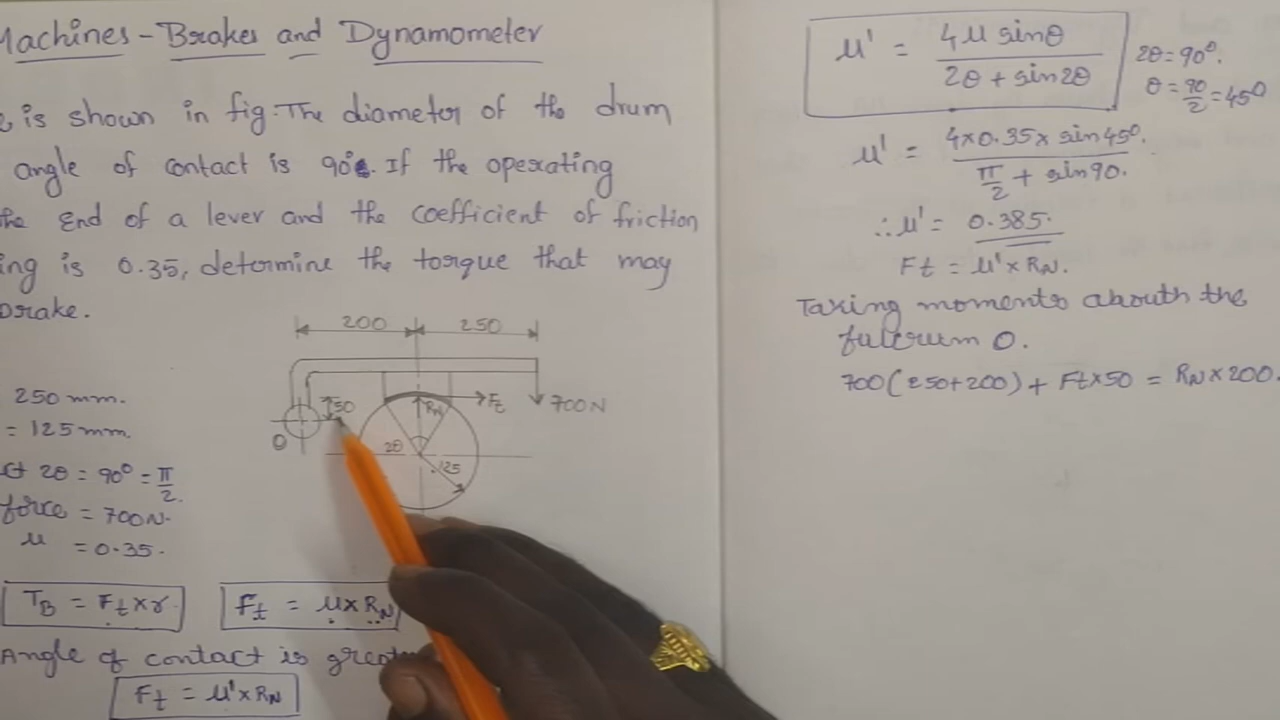 Machines - Brakes and Dynamometer
is shown in fig. The diameter of the drum
angle of contact is 90°. If the operating
the end of a lever and the coefficient of friction
ing is 0.35, determine the torque that may
brake.
200
250
50
Ft
RN
700N
O
2θ
125
250 mm.
= 125 mm.
ct 2θ = 90° = π/2.
force = 700N.
μ = 0.35.
TB = Ft × r.
Ft = μ × RN
Angle of contact is great
Ft = μ' × RN
μ' = 4μ sinθ / 2θ + sin2θ
2θ = 90°.
θ = 90/2 = 45°
μ' = 4×0.35× sin45°. / π/2 + sin90.
∴ μ' = 0.385.
Ft = μ' × RN.
Taking moments abouth the
fulcrum O.
700(250+200) + Ft×50 = RN × 200.